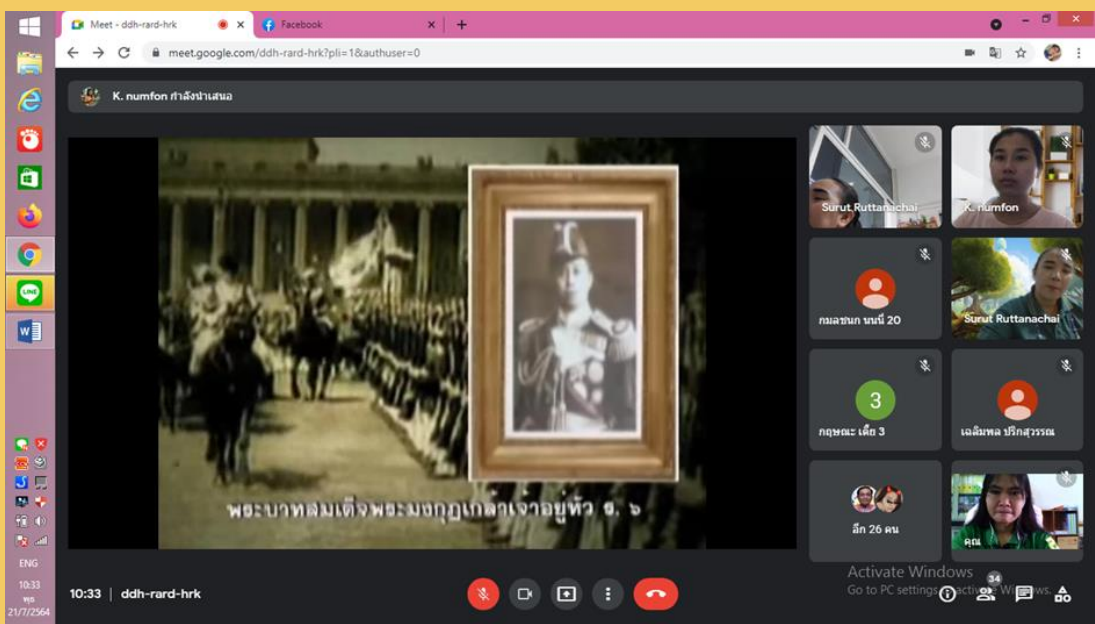 Meet - ddh-rard-hrk
Facebook
meet.google.com/ddh-rard-hrk?pli=1&authuser=0
K. numfon กำลังนำเสนอ
พระบาทสมเด็จพระมงกุฎเกล้าเจ้าอยู่หัว ร. ๖
Surut Ruttanachai
K. numfon
กมลชนก นนนี่ 20
Surut Ruttanachai
3
กฤษณะ เต็ย 3
เฉลิมพล ปริกสุวรรณ
อีก 26 คน
คุณ
LINE
ENG
10:33
พุธ
21/7/2564
10:33 | ddh-rard-hrk
Activate Windows
Go to PC settings
34